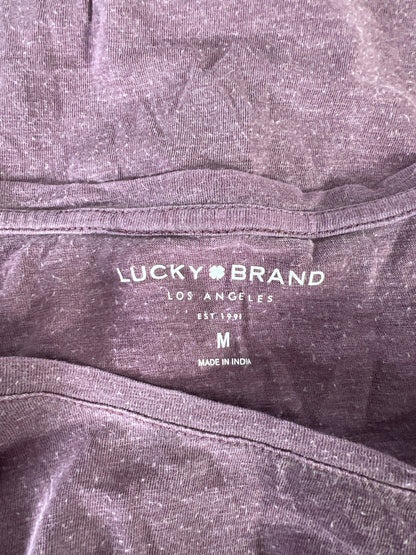 LUCKY BRAND
LOS ANGELES
EST. 1991
M
MADE IN INDIA